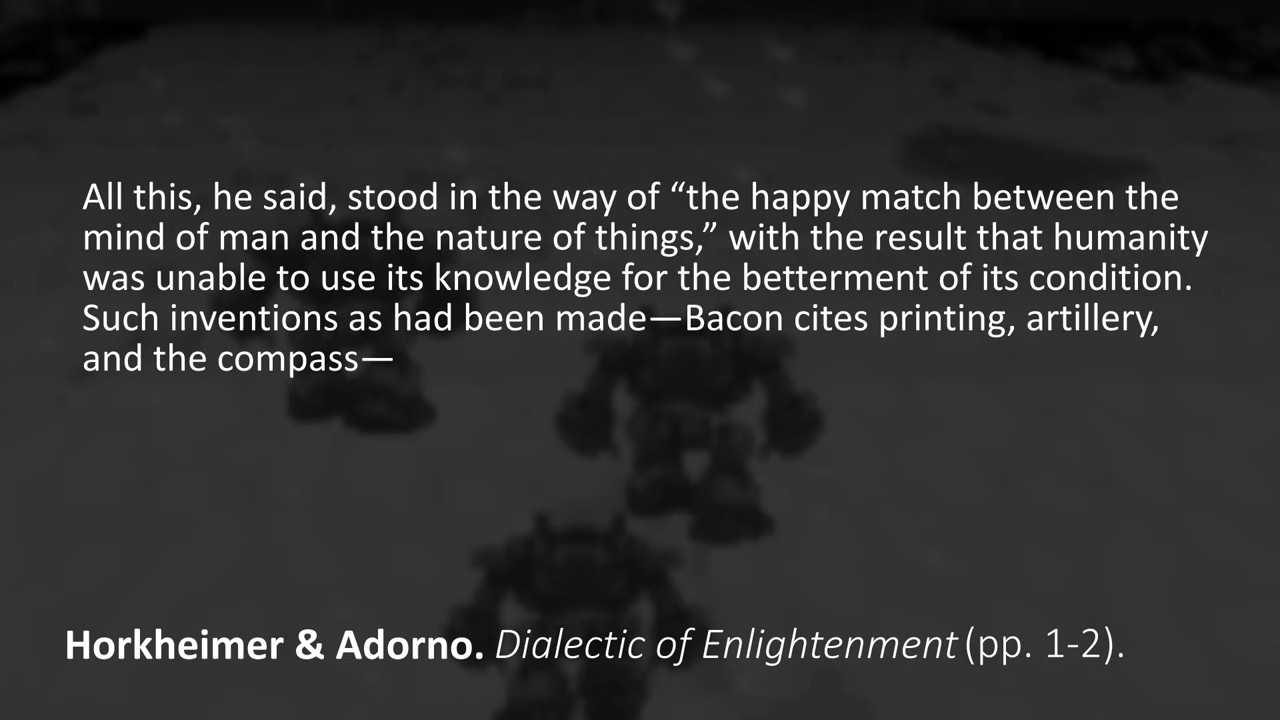 All this, he said, stood in the way of “the happy match between the
mind of man and the nature of things,” with the result that humanity
was unable to use its knowledge for the betterment of its condition.
Such inventions as had been made—Bacon cites printing, artillery,
and the compass—
Horkheimer & Adorno. Dialectic of Enlightenment (pp. 1-2).